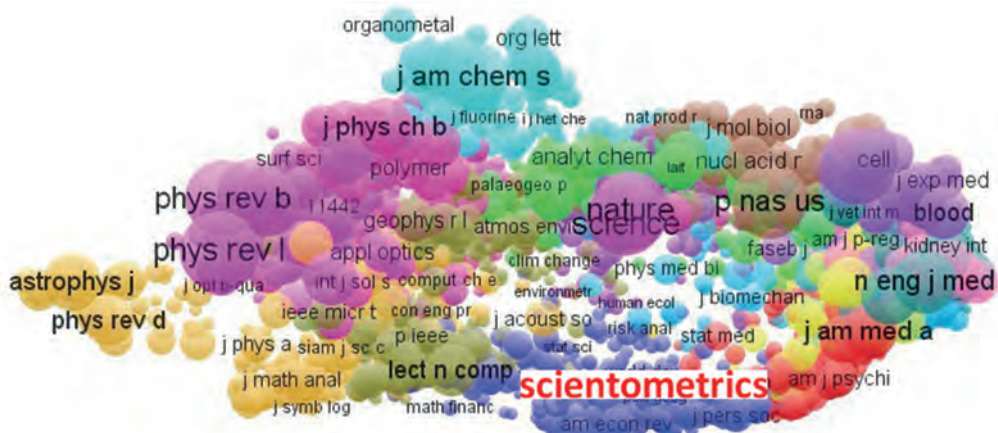 organometal
org lett
j am chem s
j fluorine
i j het che
nat prod r
rna
j phys ch b
j mol biol
surf sci
polymer
analyt chem
lait
nucl acid r
cell
palaeogeo p
j exp med
phys rev b
j 1442
nature
p nas us
geophys r l
atmos envi
science
j vet int m
blood
phys rev l
appl optics
faseb j
am j p-reg
kidney int
clim change
phys med bi
astrophys j
j opt b-qua
int j sol s
comput ch e
environmetr
human ecol
j biomechan
n eng j med
phys rev d
ieee micr t
con eng pr
j acoust so
risk anal
stat med
j am med a
j phys a
siam j sc c
p ieee
stat sci
lect n comp
scientometrics
j math anal
am j psychi
j symb log
math financ
am econ rev
j pers soc